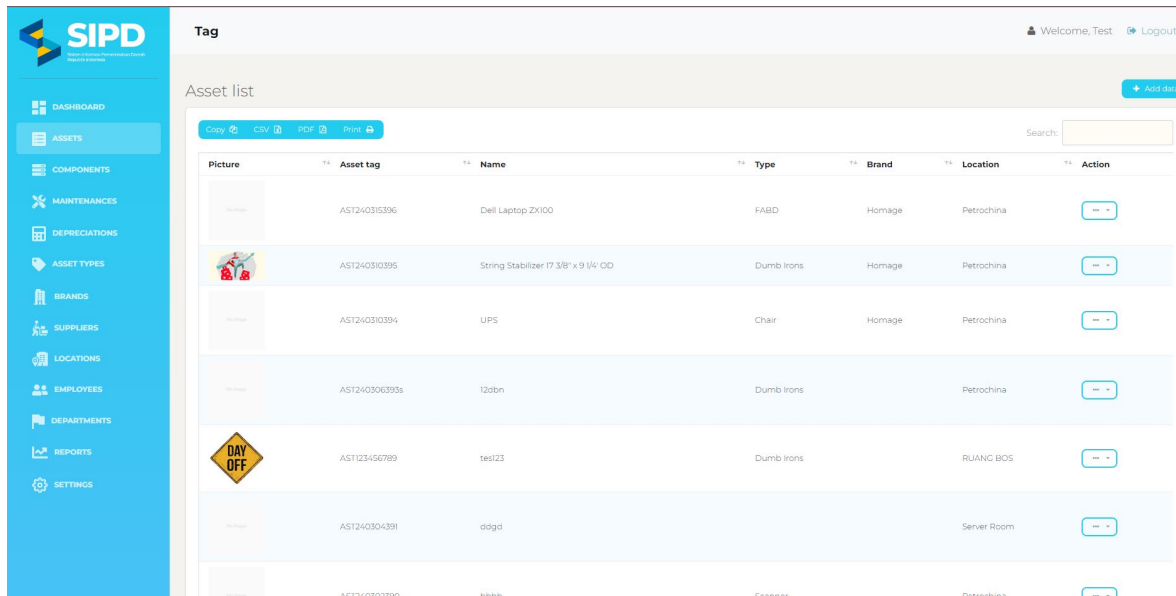 SIPD
Tag
Welcome, Test Logout
Asset list
Add data
DASHBOARD
ASSETS
COMPONENTS
MAINTENANCES
DEPRECIATIONS
ASSET TYPES
BRANDS
SUPPLIERS
LOCATIONS
EMPLOYEES
DEPARTMENTS
REPORTS
SETTINGS
Copy CSV PDF Print
Search:
Picture Asset tag Name Type Brand Location Action
AST240315396 Dell Laptop ZX100 FABD Homage Petrochina
AST240310395 String Stabilizer 17 3/8" x 9 1/4' OD Dumb Irons Homage Petrochina
AST240310394 UPS Chair Homage Petrochina
AST240306393s 12dbn Dumb Irons Petrochina
DAY
OFF
AST123456789 tes123 Dumb Irons RUANG BOS
AST240304391 ddgd Server Room